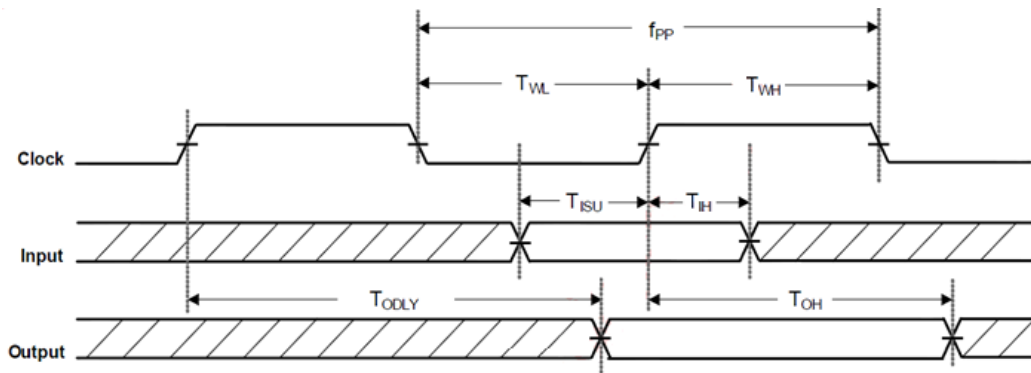 fPP
TWL TWH
Clock
TISU TIH
Input
TODLY TOH
Output